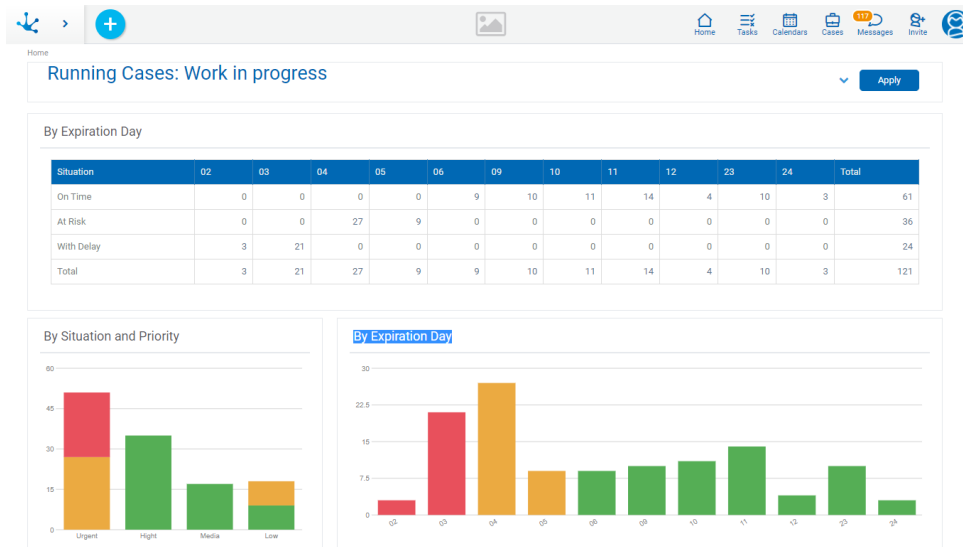 117
Home Tasks Calendars Cases Messages Invite
Home
Running Cases: Work in progress
Apply
By Expiration Day
Situation 02 03 04 05 06 09 10 11 12 23 24 Total
On Time 0 0 0 0 9 10 11 14 4 10 3 61
At Risk 0 0 27 9 0 0 0 0 0 0 0 36
With Delay 3 21 0 0 0 0 0 0 0 0 0 24
Total 3 21 27 9 9 10 11 14 4 10 3 121
By Situation and Priority
60
45
30
15
0
Urgent Hight Media Low
By Expiration Day
30
22.5
15
7.5
0
02 03 04 05 06 09 10 11 12 23 24